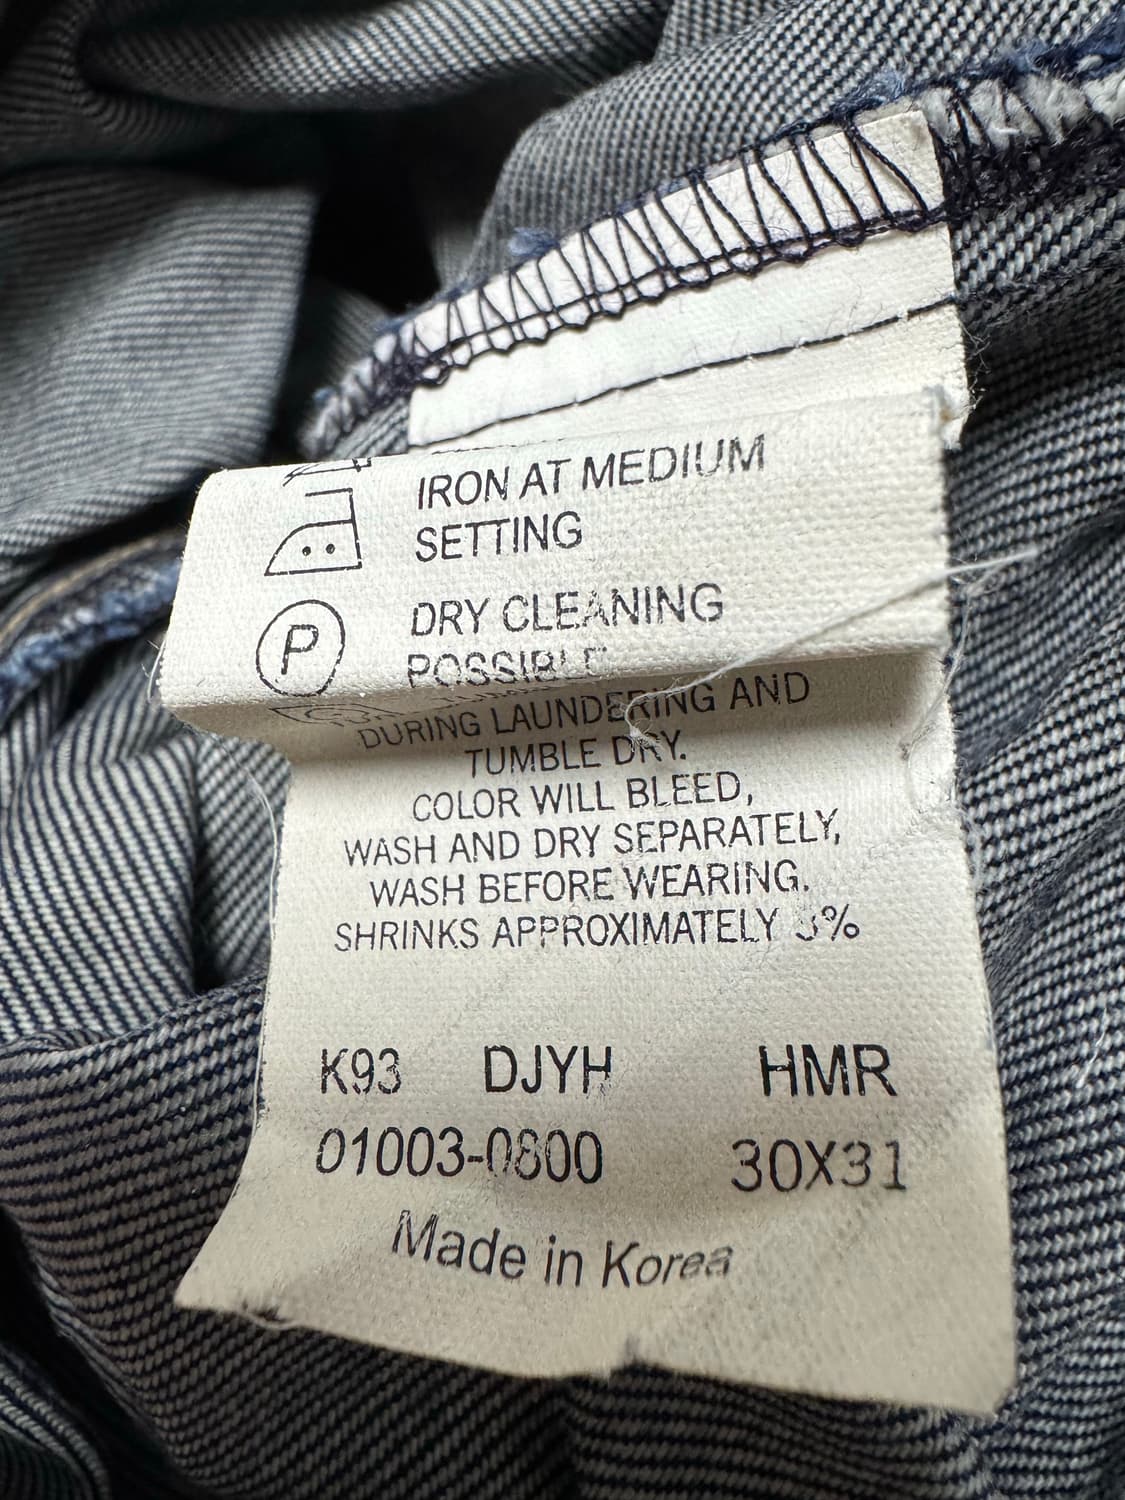 IRON AT MEDIUM
SETTING
P
DRY CLEANING
POSSIBLE
DURING LAUNDERING AND
TUMBLE DRY.
COLOR WILL BLEED,
WASH AND DRY SEPARATELY,
WASH BEFORE WEARING.
SHRINKS APPROXIMATELY
K93 DJYH HMR
01003-0800 30X31
Made in Korea